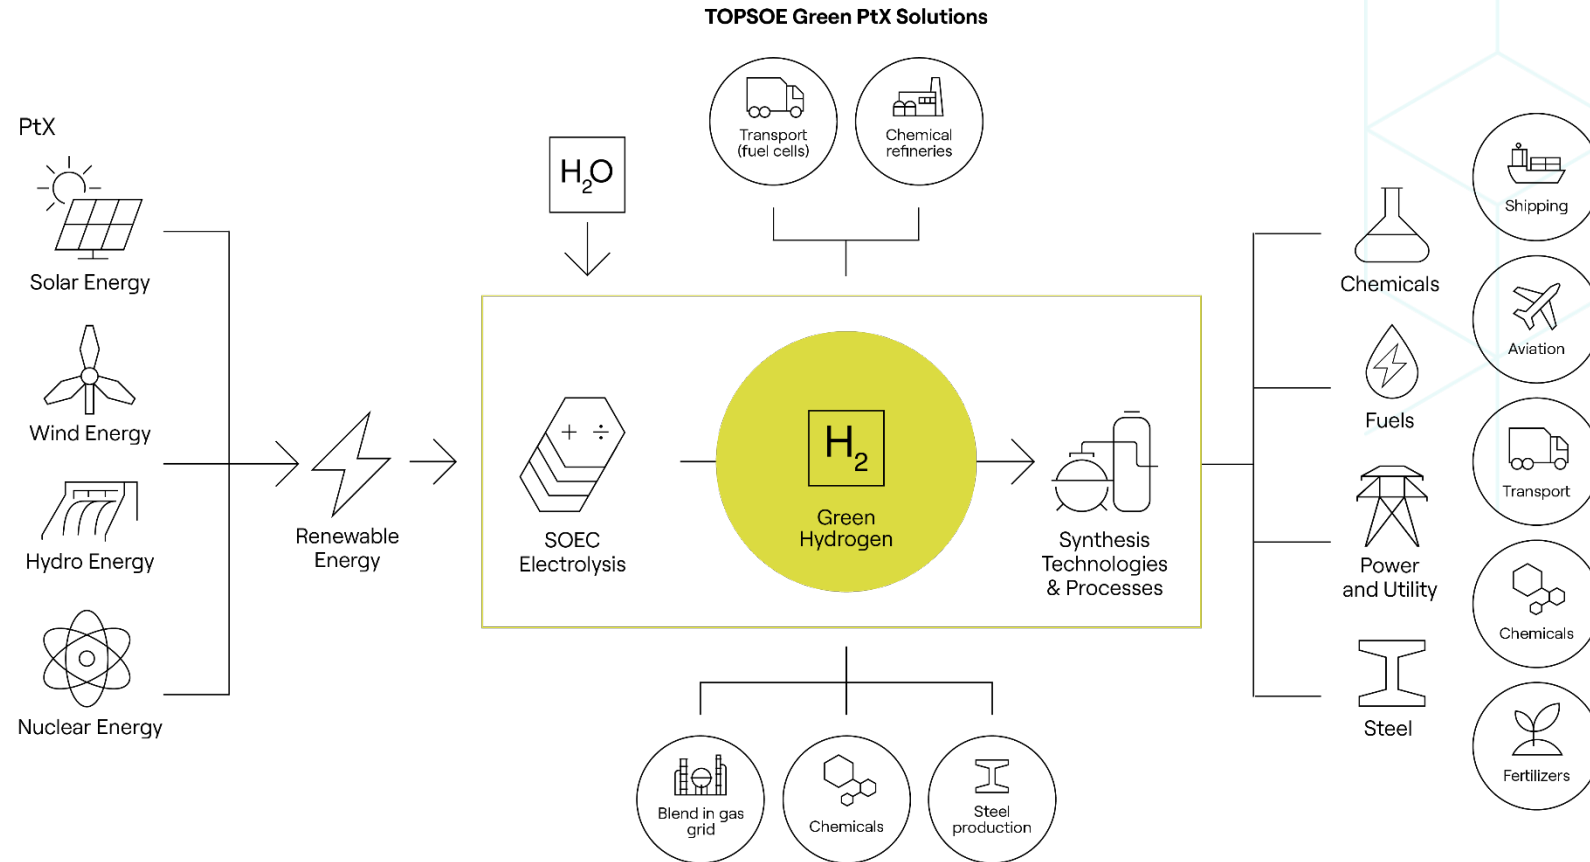 TOPSOE Green PtX Solutions
PtX
Solar Energy
Wind Energy
Hydro Energy
Nuclear Energy
Renewable
Energy
H₂O
Transport
(fuel cells)
Chemical
refineries
+ ÷
SOEC
Electrolysis
H₂
Green
Hydrogen
Synthesis
Technologies
& Processes
Blend in gas
grid
Chemicals
Steel
production
Chemicals
Fuels
Power
and Utility
Steel
Shipping
Aviation
Transport
Chemicals
Fertilizers